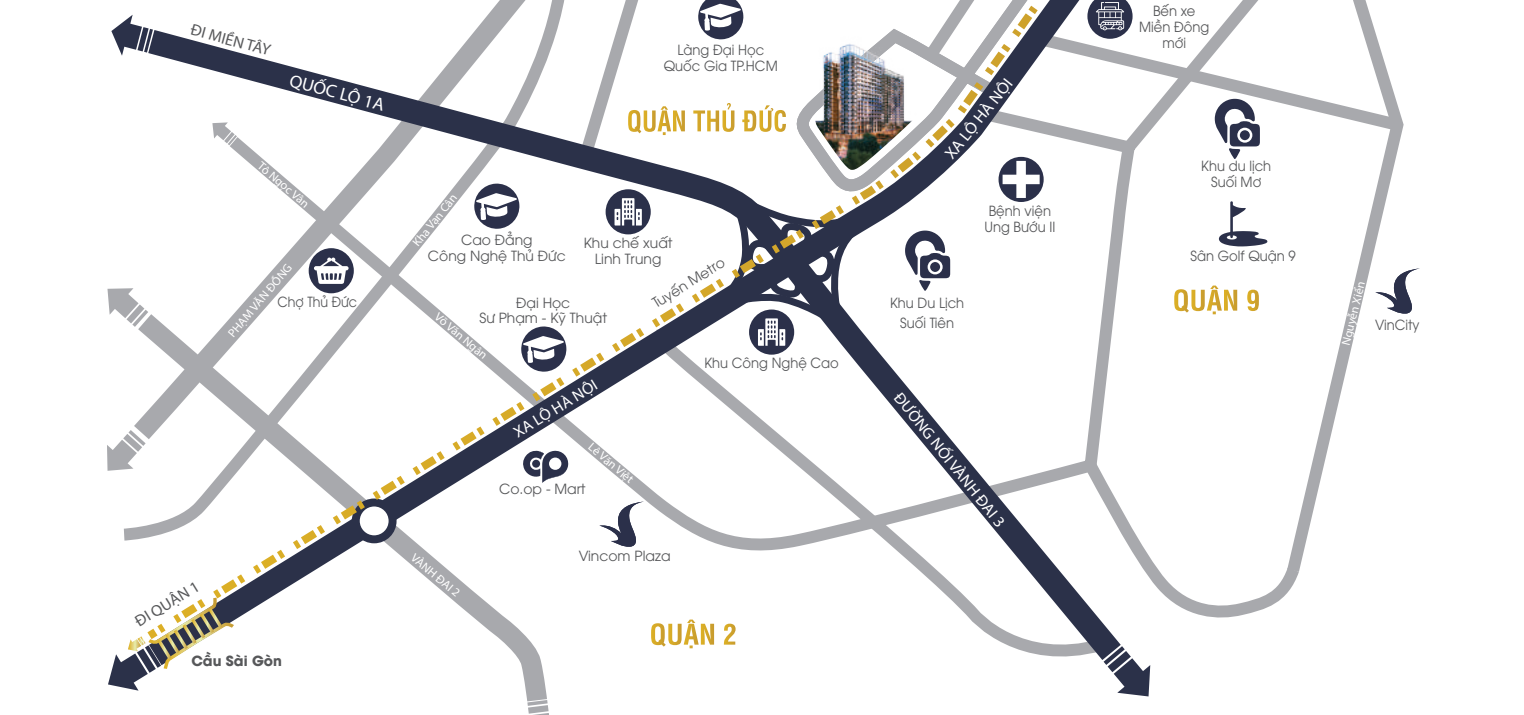 Bến xe
Miền Đông
mới
ĐI MIỀN TÂY
Làng Đại Học
Quốc Gia TP.HCM
QUỐC LỘ 1A
QUẬN THỦ ĐỨC
XA LỘ HÀ NỘI
Khu du lịch
Suối Mơ
Tô Ngọc Vân
Kha Vạn Cân
Bệnh viện
Ung Bướu II
Cao Đẳng
Công Nghệ Thủ Đức
Khu chế xuất
Linh Trung
Sân Golf Quận 9
Tuyến Metro
PHẠM VĂN ĐỒNG
Chợ Thủ Đức
Đại Học
Sư Phạm - Kỹ Thuật
Khu Du Lịch
Suối Tiên
QUẬN 9
Nguyễn Xiển
VinCity
Võ Văn Ngân
Khu Công Nghệ Cao
XA LỘ HÀ NỘI
ĐƯỜNG NỐI VÀNH ĐAI 3
Lê Văn Việt
Co.op - Mart
Vincom Plaza
VÀNH ĐAI 2
ĐI QUẬN 1
QUẬN 2
Cầu Sài Gòn